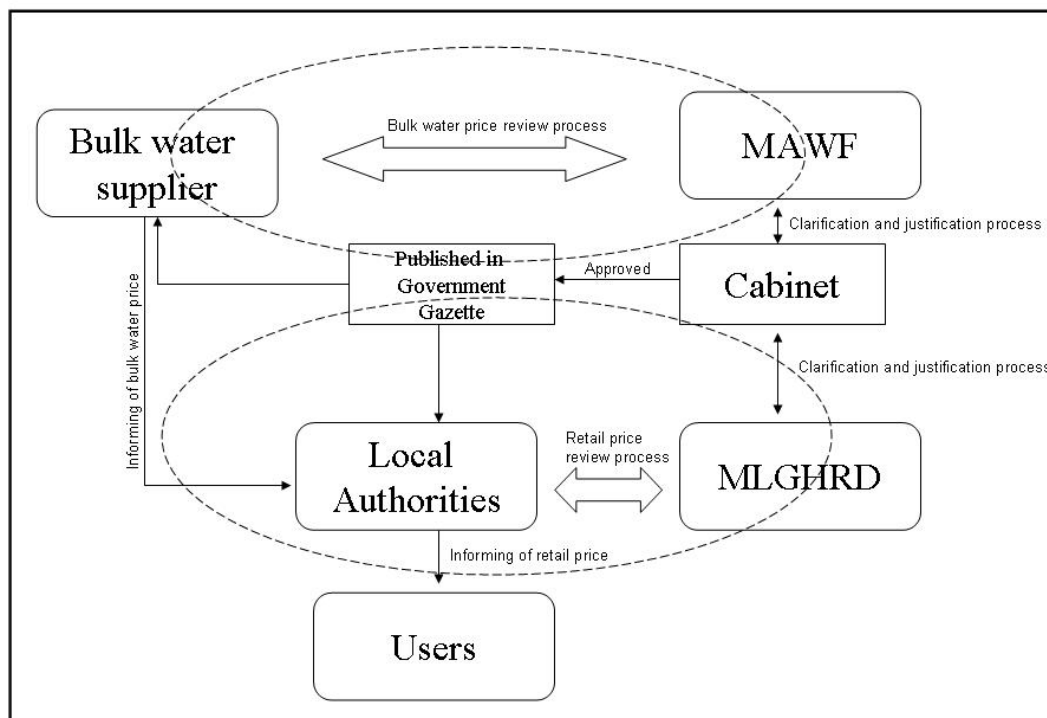 Bulk water price review process
Bulk water
supplier
MAWF
Clarification and justification process
Published in
Government
Gazette
Approved
Cabinet
Informing of bulk water price
Clarification and justification process
Local
Authorities
Retail price
review process
MLGHRD
Informing of retail price
Users